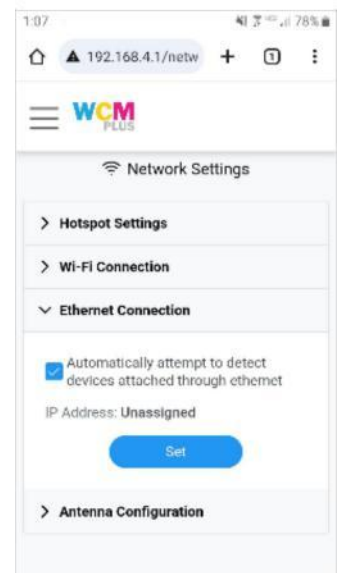 1:07
78%
192.168.4.1/netw
1
WCM
PLUS
Network Settings
Hotspot Settings
Wi-Fi Connection
Ethernet Connection
Automatically attempt to detect
devices attached through ethernet
IP Address: Unassigned
Set
Antenna Configuration